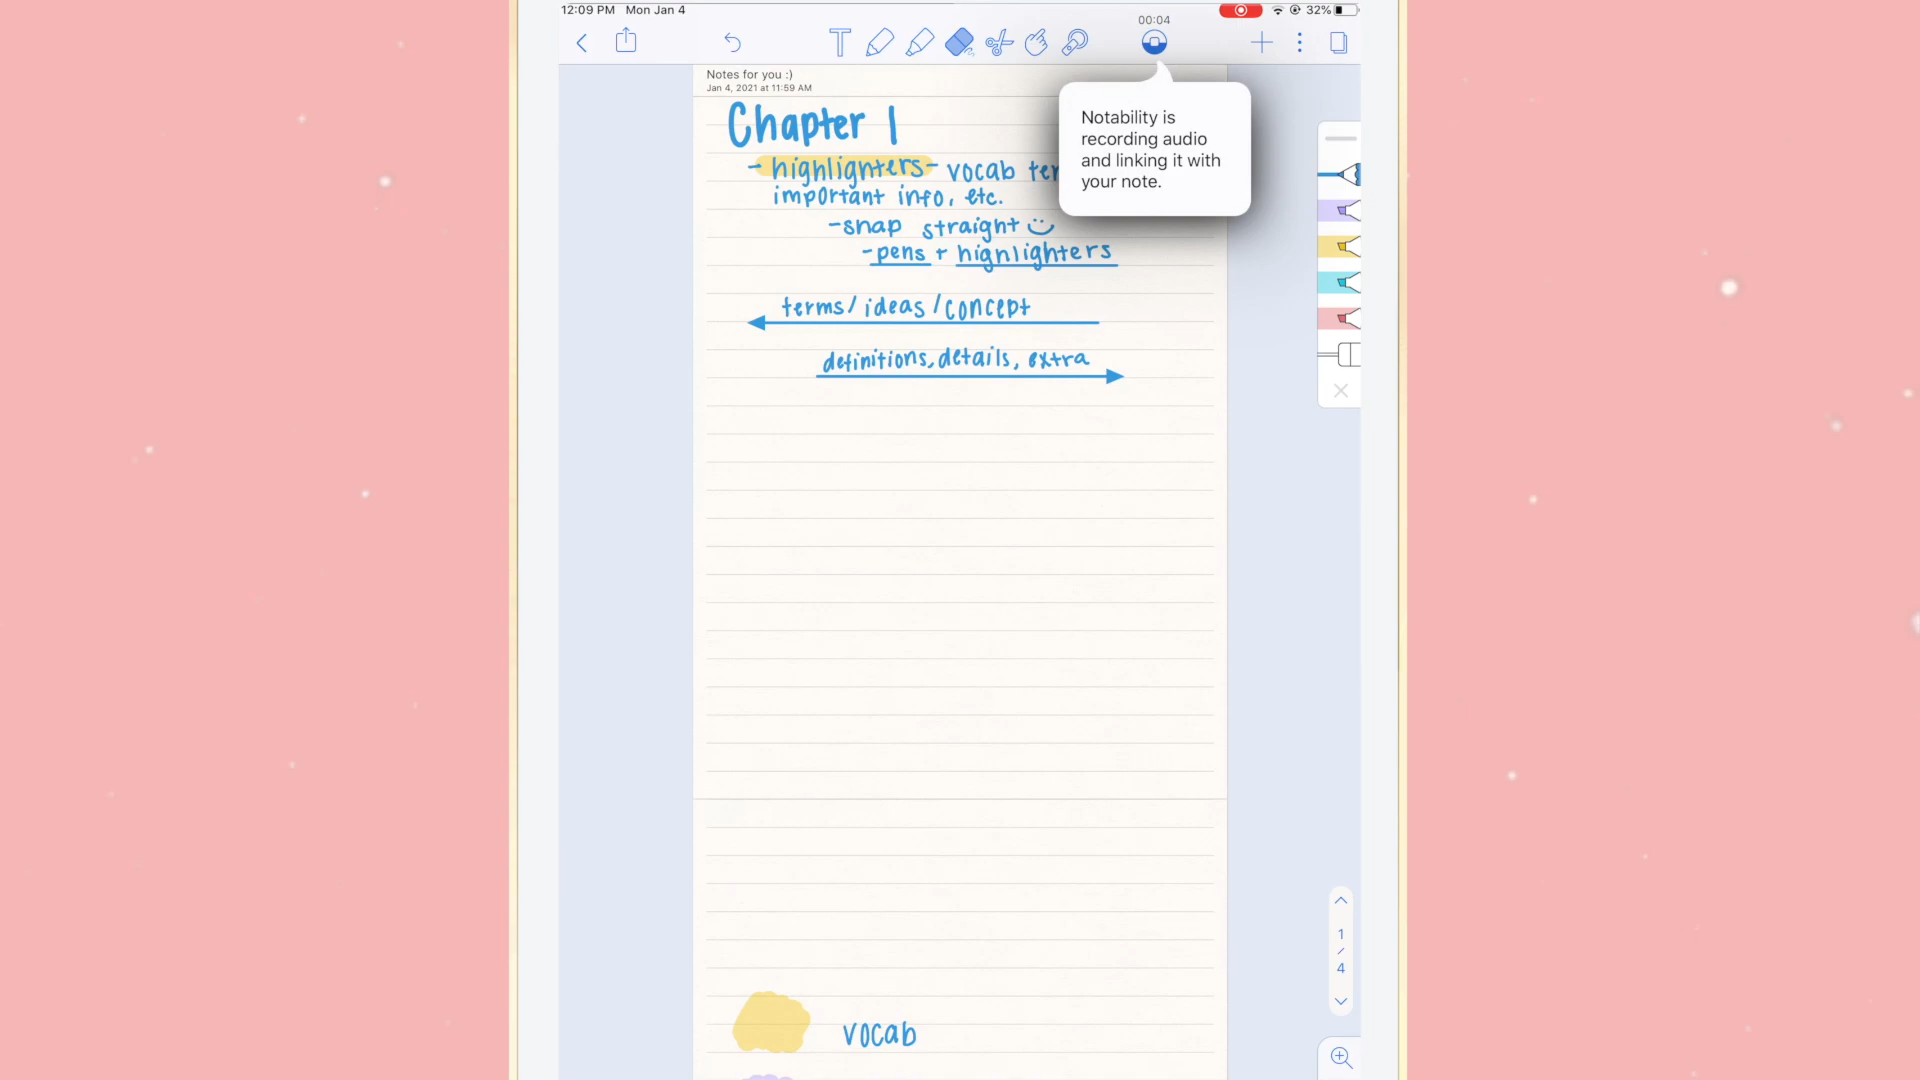 12:09 PM Mon Jan 4
32%
00:04
Notes for you :)
Jan 4, 2021 at 11:59 AM
Notability is
recording audio
and linking it with
your note.
Chapter 1
- highlighters - vocab
important info, etc.
- snap straight
- pens + highlighters
terms/ideas/concept
definitions, details, extra
vocab
1
/
4